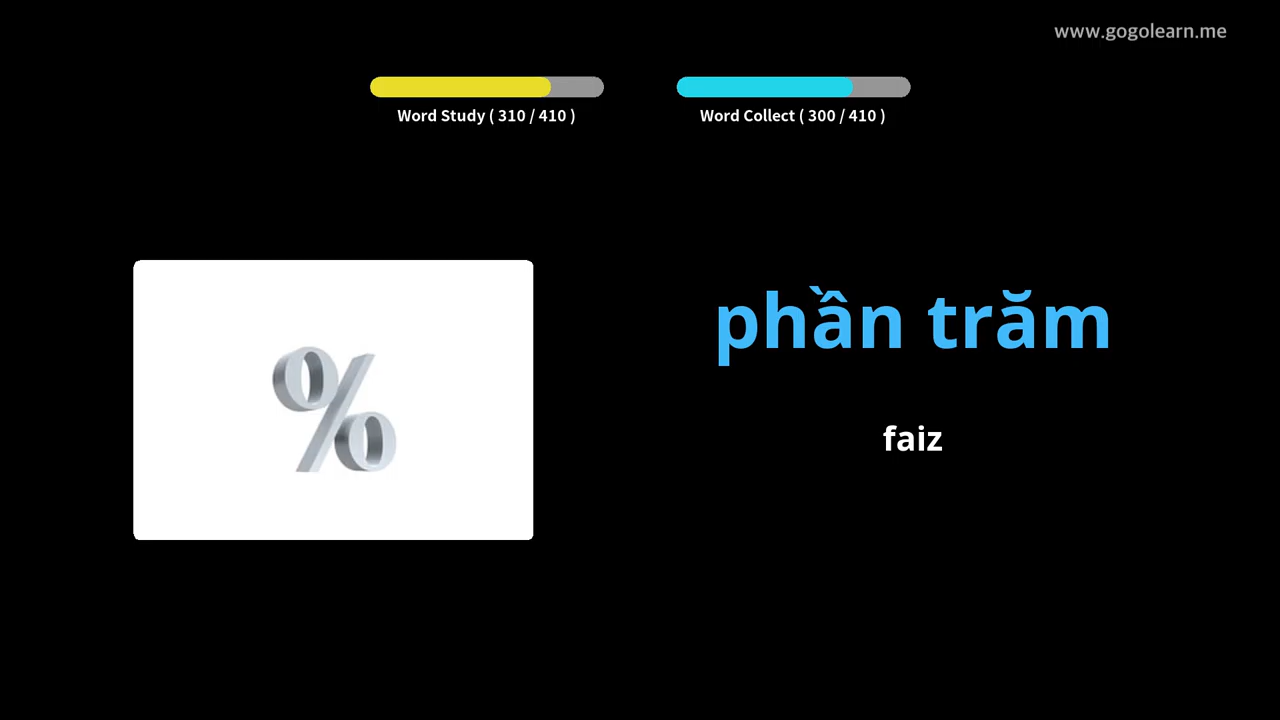 www.gogolearn.me
Word Study ( 310 / 410 )
Word Collect ( 300 / 410 )
%
phần trăm
faiz